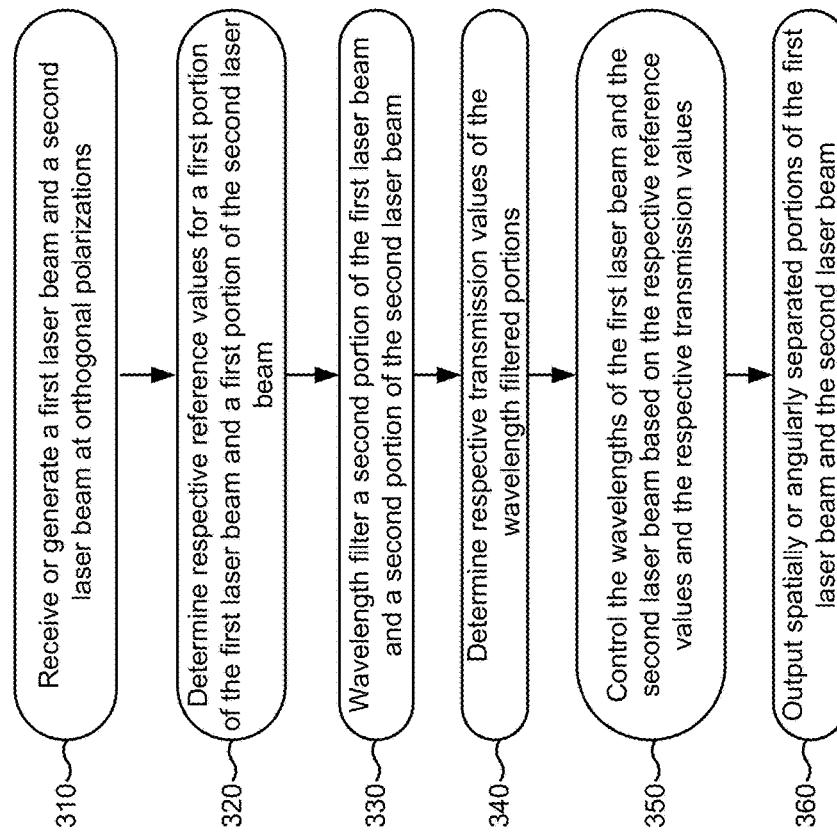 310
Receive or generate a first laser beam and a second
laser beam at orthogonal polarizations
320
Determine respective reference values for a first portion
of the first laser beam and a first portion of the second laser
beam
330
Wavelength filter a second portion of the first laser beam
and a second portion of the second laser beam
340
Determine respective transmission values of the
wavelength filtered portions
350
Control the wavelengths of the first laser beam and the
second laser beam based on the respective reference
values and the respective transmission values
360
Output spatially or angularly separated portions of the first
laser beam and the second laser beam